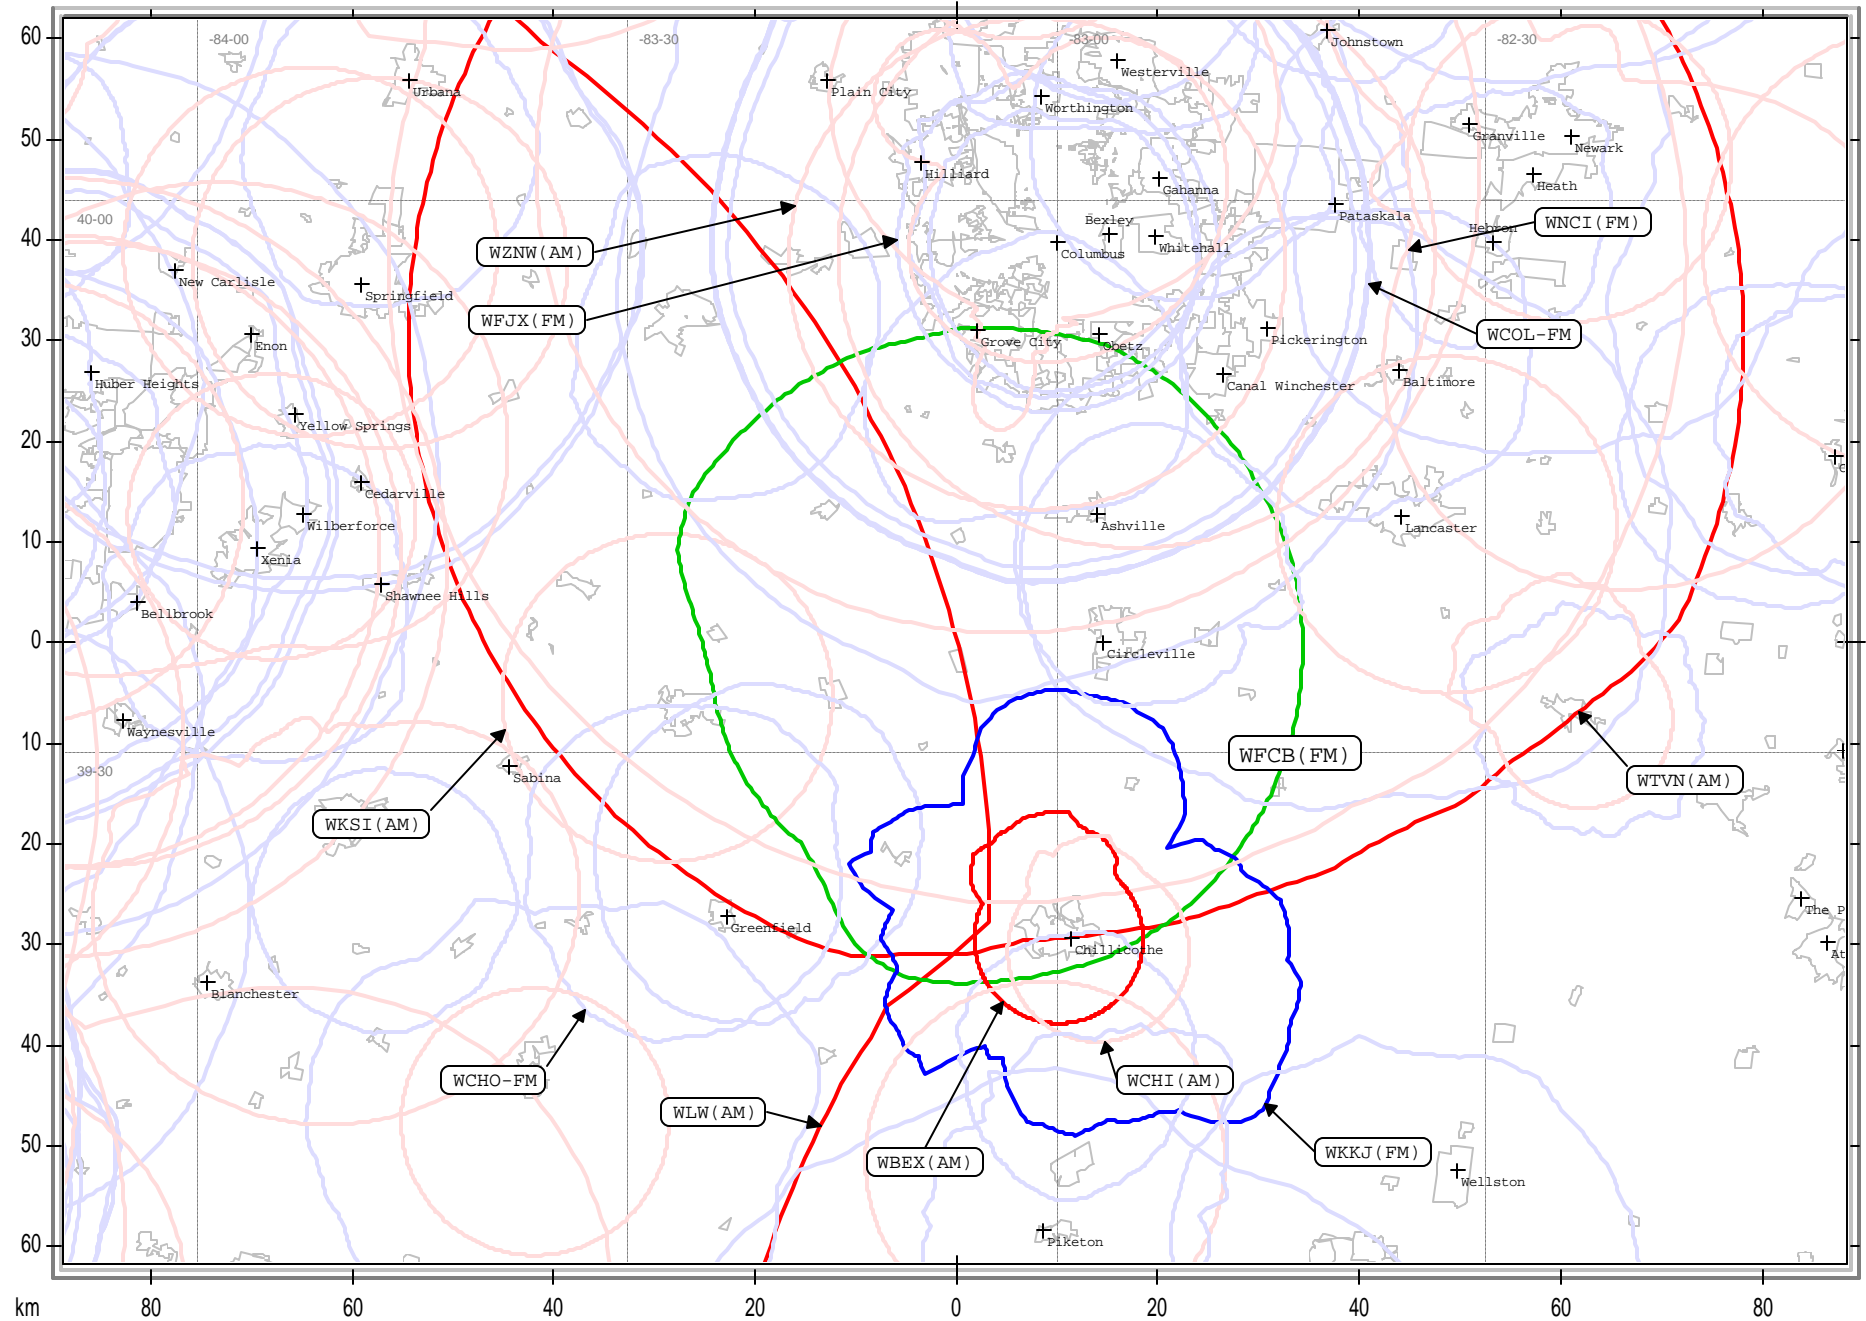 60
-84-00
-83-30
-83-00
-82-30
Johnstown
Westerville
Urbana
Plain City
Worthington
50
Granville
Newark
Hilliard
Gahanna
Heath
40-00
Bexley
Pataskala
WNCI(FM)
Hebron
40
WZNW(AM)
Columbus
Whitehall
New Carlisle
Springfield
WFJX(FM)
WCOL-FM
30
Enon
Grove City
Obetz
Pickerington
Huber Heights
Canal Winchester
Baltimore
20
Yellow Springs
Cedarville
Wilberforce
Ashville
Lancaster
10
Xenia
Shawnee Hills
Bellbrook
0
Circleville
Waynesville
10
WFCB(FM)
39-30
Sabina
WTVN(AM)
WKSI(AM)
20
The P
Greenfield
30
Chillicothe
At
Blanchester
40
WCHO-FM
WCHI(AM)
WLW(AM)
50
WBEX(AM)
WKKJ(FM)
Wellston
60
Piketon
km
80
60
40
20
0
20
40
60
80